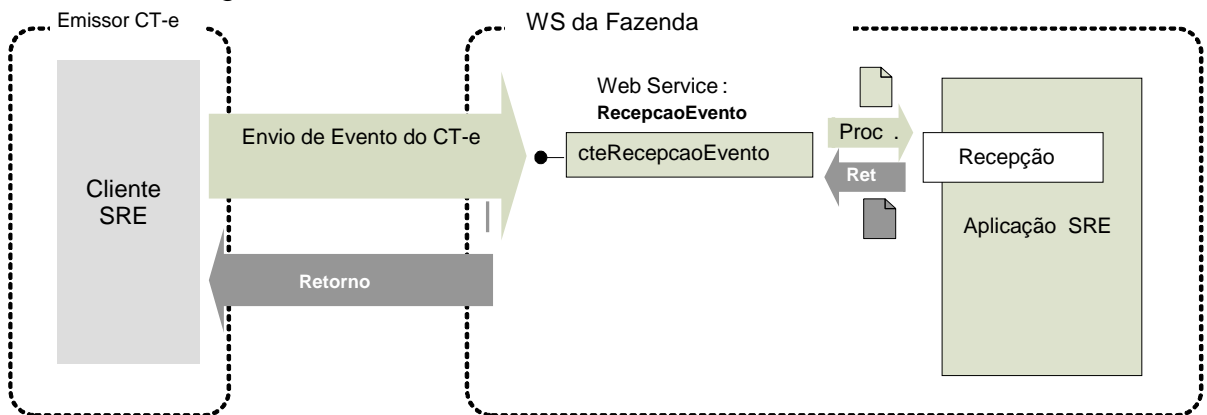 Emissor CT-e
WS da Fazenda
Web Service :
RecepcaoEvento
Envio de Evento do CT-e
cteRecepcaoEvento
Proc .
Ret
Recepção
Cliente
SRE
Aplicação SRE
Retorno